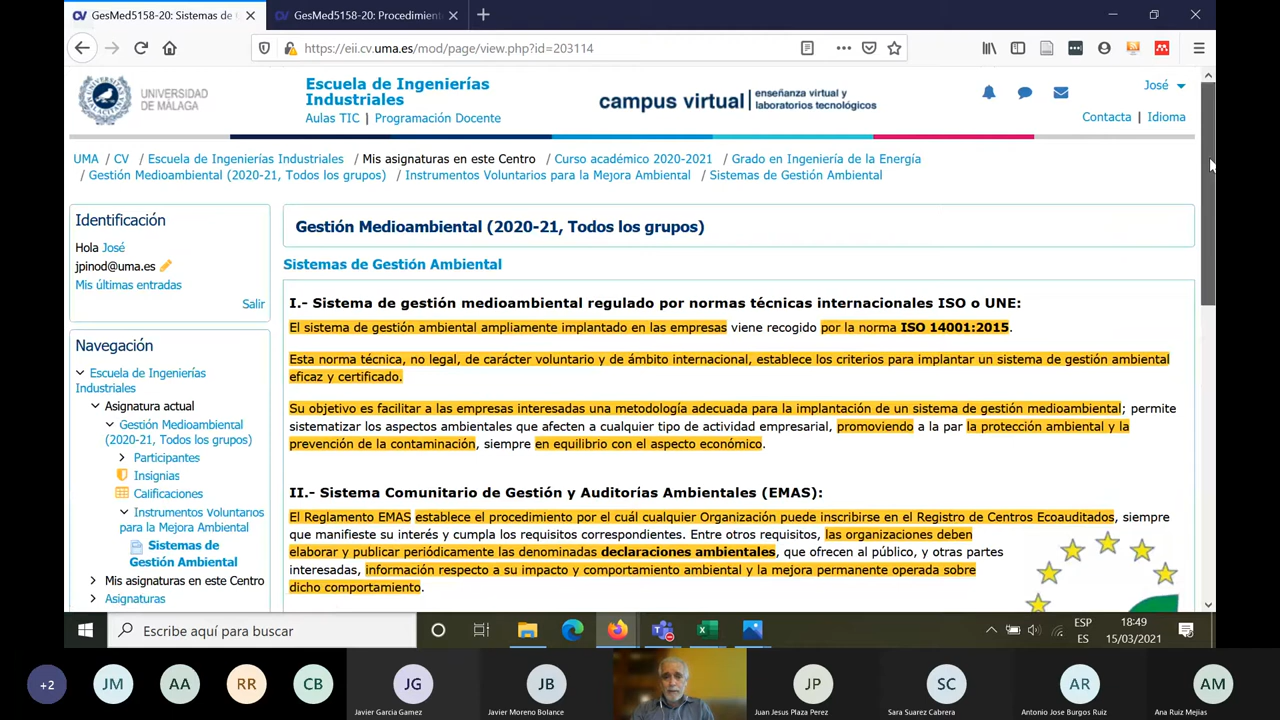 GesMed5158-20: Sistemas de
GesMed5158-20: Procedimient
https://eii.cv.uma.es/mod/page/view.php?id=203114
UNIVERSIDAD
DE MÁLAGA
Escuela de Ingenierías
Industriales
Aulas TIC | Programación Docente
campus virtual
enseñanza virtual y
laboratorios tecnológicos
José
Contacta | Idioma
UMA / CV / Escuela de Ingenierías Industriales / Mis asignaturas en este Centro / Curso académico 2020-2021 / Grado en Ingeniería de la Energía
/ Gestión Medioambiental (2020-21, Todos los grupos) / Instrumentos Voluntarios para la Mejora Ambiental / Sistemas de Gestión Ambiental
Identificación
Hola José
jpinod@uma.es
Mis últimas entradas
Salir
Navegación
Escuela de Ingenierías
Industriales
Asignatura actual
Gestión Medioambiental
(2020-21, Todos los grupos)
Participantes
Insignias
Calificaciones
Instrumentos Voluntarios
para la Mejora Ambiental
Sistemas de
Gestión Ambiental
Mis asignaturas en este Centro
Asignaturas
Gestión Medioambiental (2020-21, Todos los grupos)
Sistemas de Gestión Ambiental
I.- Sistema de gestión medioambiental regulado por normas técnicas internacionales ISO o UNE:
El sistema de gestión ambiental ampliamente implantado en las empresas viene recogido por la norma ISO 14001:2015.
Esta norma técnica, no legal, de carácter voluntario y de ámbito internacional, establece los criterios para implantar un sistema de gestión ambiental
eficaz y certificado.
Su objetivo es facilitar a las empresas interesadas una metodología adecuada para la implantación de un sistema de gestión medioambiental; permite
sistematizar los aspectos ambientales que afecten a cualquier tipo de actividad empresarial, promoviendo a la par la protección ambiental y la
prevención de la contaminación, siempre en equilibrio con el aspecto económico.
II.- Sistema Comunitario de Gestión y Auditorías Ambientales (EMAS):
El Reglamento EMAS establece el procedimiento por el cuál cualquier Organización puede inscribirse en el Registro de Centros Ecoauditados, siempre
que manifieste su interés y cumpla los requisitos correspondientes. Entre otros requisitos, las organizaciones deben
elaborar y publicar periódicamente las denominadas declaraciones ambientales, que ofrecen al público, y otras partes
interesadas, información respecto a su impacto y comportamiento ambiental y la mejora permanente operada sobre
dicho comportamiento.
Escribe aquí para buscar
ESP
ES
18:49
15/03/2021
+2
JM
AA
RR
CB
JG
Javier Garcia Gamez
JB
Javier Moreno Bolance
JP
Juan Jesus Plaza Perez
SC
Sara Suarez Cabrera
AR
Antonio Jose Burgos Ruiz
AM
Ana Ruiz Mejias